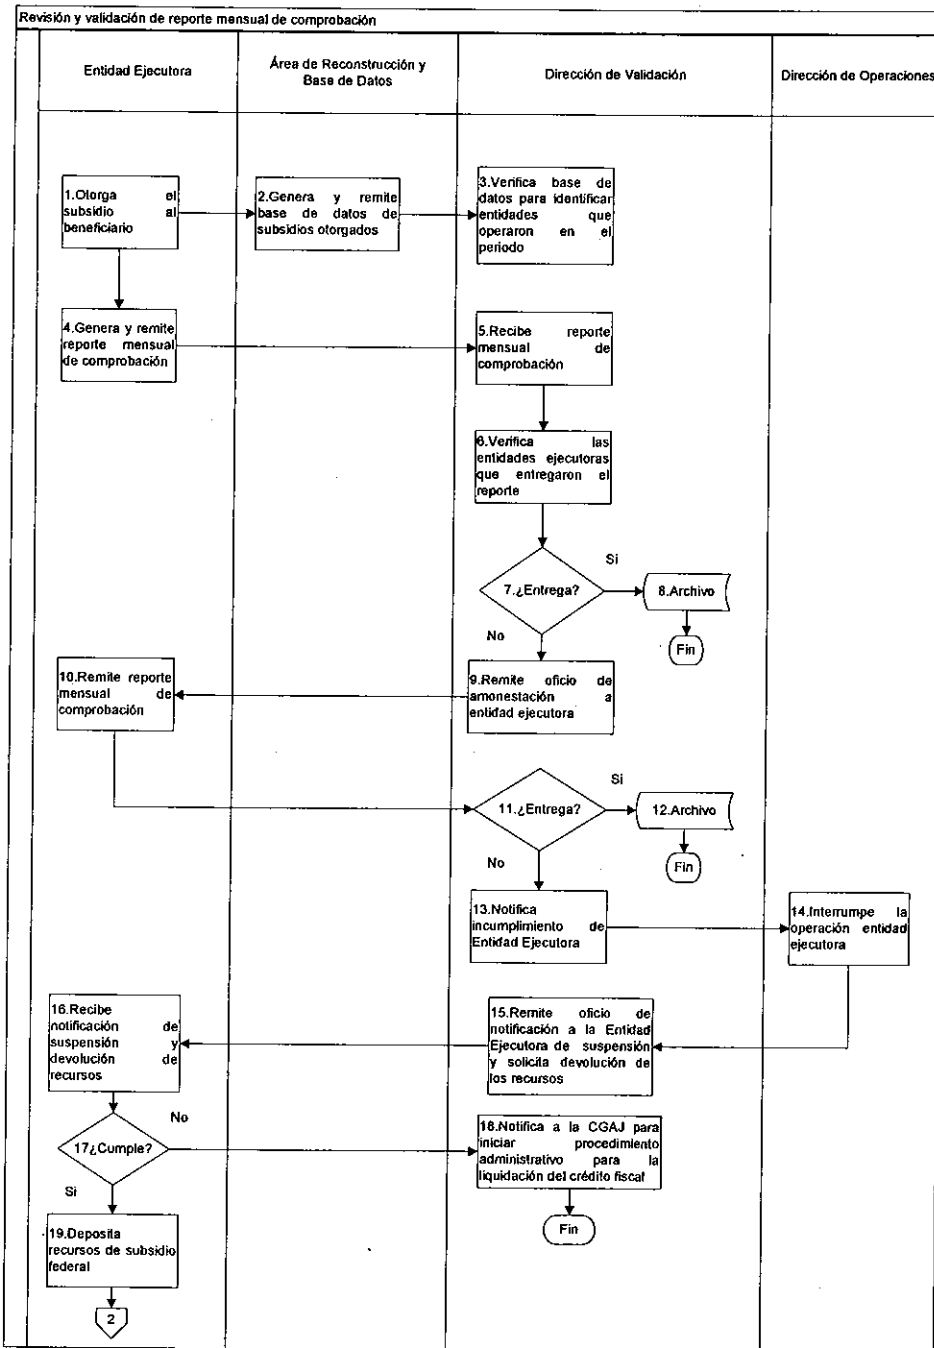 Revisión y validación de reporte mensual de comprobación
Entidad Ejecutora
Área de Reconstrucción y
Base de Datos
Dirección de Validación
Dirección de Operaciones
1.Otorga el
subsidio al
beneficiario
2.Genera y remite
base de datos de
subsidios otorgados
3.Verifica base de
datos para identificar
entidades que
operaron en el
periodo
4.Genera y remite
reporte mensual
de comprobación
5.Recibe reporte
mensual de
comprobación
6.Verifica las
entidades ejecutoras
que entregaron el
reporte
7.¿Entrega?
Si
8.Archivo
Fin
No
9.Remite oficio de
amonestación a
entidad ejecutora
10.Remite reporte
mensual de
comprobación
11.¿Entrega?
Si
12.Archivo
Fin
No
13.Notifica
incumplimiento de
Entidad Ejecutora
14.Interrumpe la
operación entidad
ejecutora
15.Remite oficio de
notificación a la Entidad
Ejecutora de suspensión
y solicita devolución de
los recursos
16.Recibe
notificación de
suspensión y
devolución de
recursos
17¿Cumple?
No
18.Notifica a la CGAJ para
iniciar procedimiento
administrativo para la
liquidación del crédito fiscal
Fin
Si
19.Deposita
recursos de subsidio
federal
2